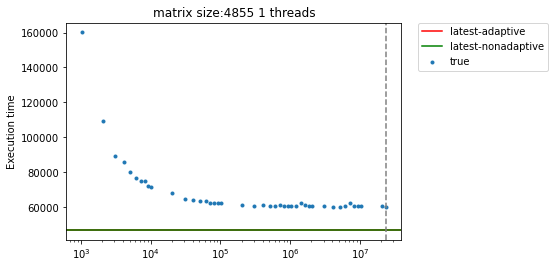 matrix size:4855 1 threads
latest-adaptive
latest-nonadaptive
true
Execution time
160000
140000
120000
100000
80000
60000
10³
10⁴
10⁵
10⁶
10⁷